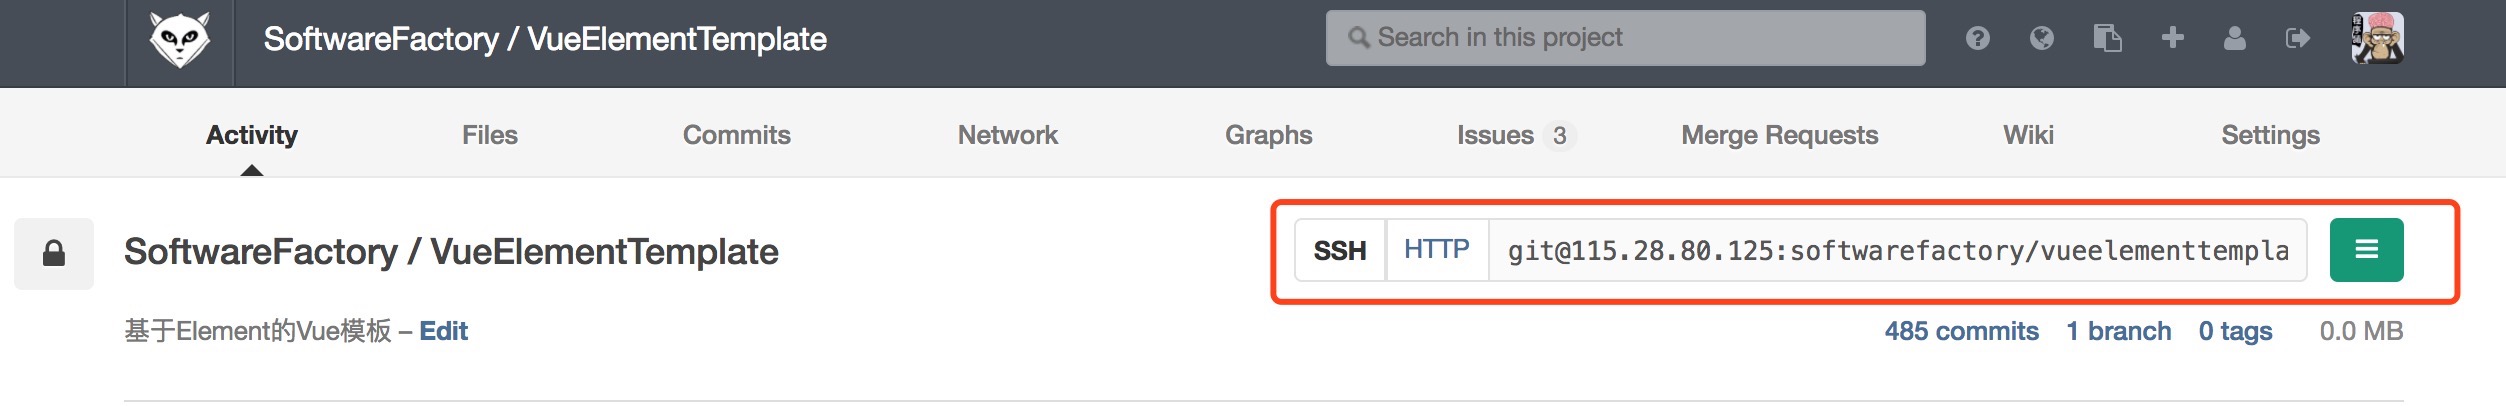 SoftwareFactory / VueElementTemplate
Search in this project
Activity Files Commits Network Graphs Issues 3 Merge Requests Wiki Settings
SoftwareFactory / VueElementTemplate
SSH HTTP git@115.28.80.125:softwarefactory/vueelementtempla
基于Element的Vue模板 – Edit
485 commits 1 branch 0 tags 0.0 MB